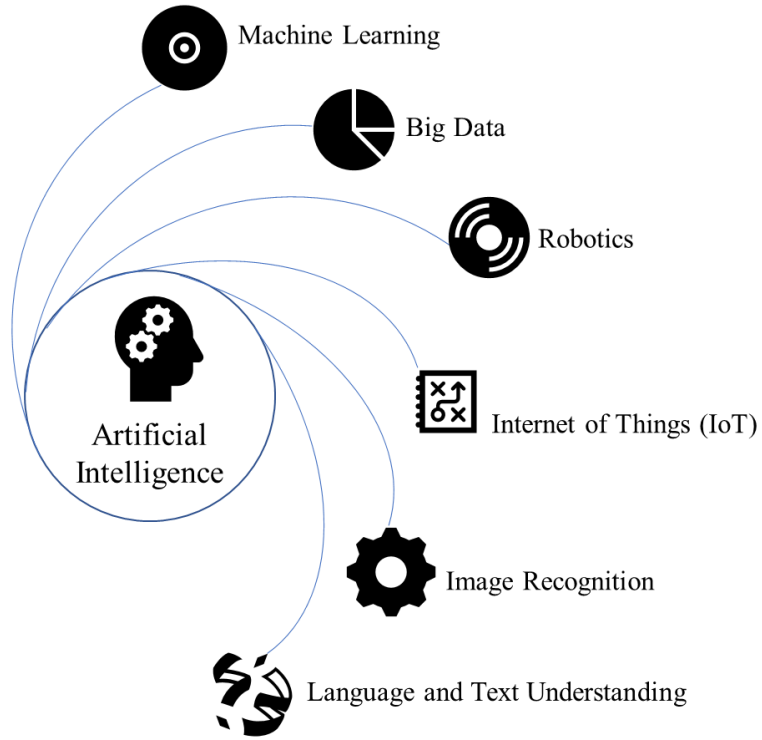 Machine Learning
Big Data
Robotics
Artificial
Intelligence
Internet of Things (IoT)
Image Recognition
Language and Text Understanding